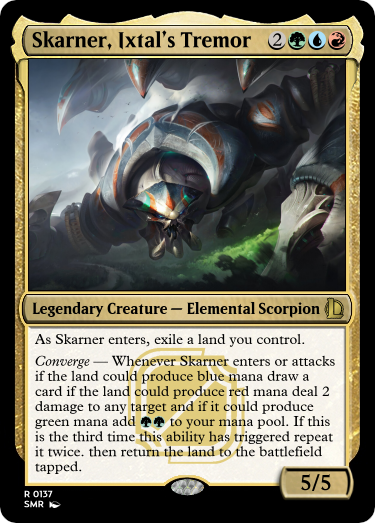 Skarner, Ixtal's Tremor 2
Legendary Creature — Elemental Scorpion
As Skarner enters, exile a land you control.
Converge — Whenever Skarner enters or attacks
if the land could produce blue mana draw a
card if the land could produce red mana deal 2
damage to any target and if it could produce
green mana add to your mana pool. If this
is the third time this ability has triggered repeat
it twice. then return the land to the battlefield
tapped.
5/5
R 0137
SMR